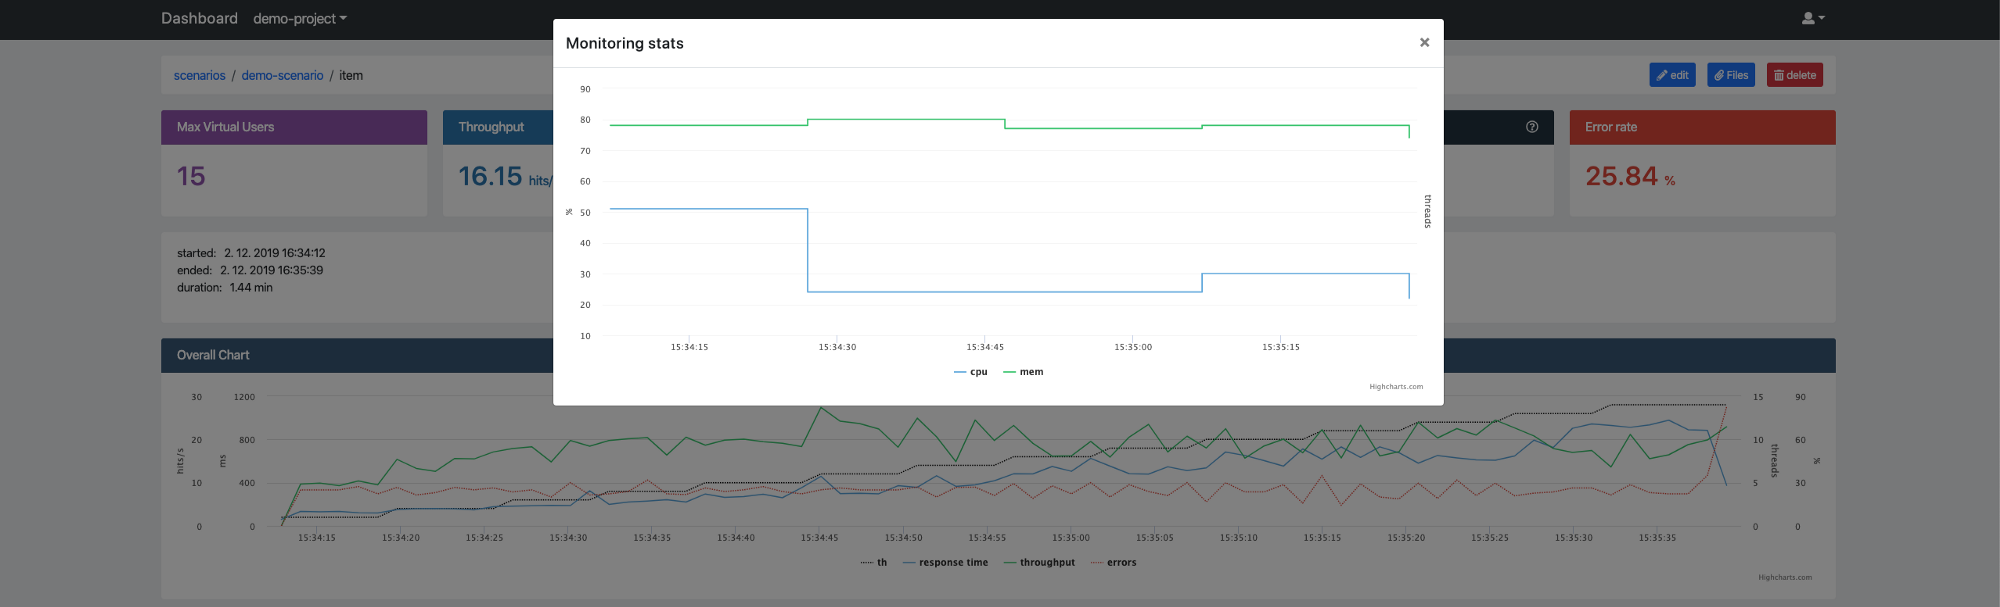 Dashboard demo-project
Monitoring stats ×
scenarios / demo-scenario / item
edit Files delete
Max Virtual Users
15
Throughput
16.15 hits/
Error rate
25.84 %
started: 2. 12. 2019 16:34:12
ended: 2. 12. 2019 16:35:39
duration: 1.44 min
90
80
70
60
50
40
30
20
10
%
threads
15:34:15 15:34:30 15:34:45 15:35:00 15:35:15
cpu mem
Highcharts.com
Overall Chart
30 1200 15 90
20 800 10 60
10 400 5 30
0 0 0 0
hits/s
ms
threads
%
15:34:15 15:34:20 15:34:25 15:34:30 15:34:35 15:34:40 15:34:45 15:34:50 15:34:55 15:35:00 15:35:05 15:35:10 15:35:15 15:35:20 15:35:25 15:35:30 15:35:35
th response time throughput errors
Highcharts.com